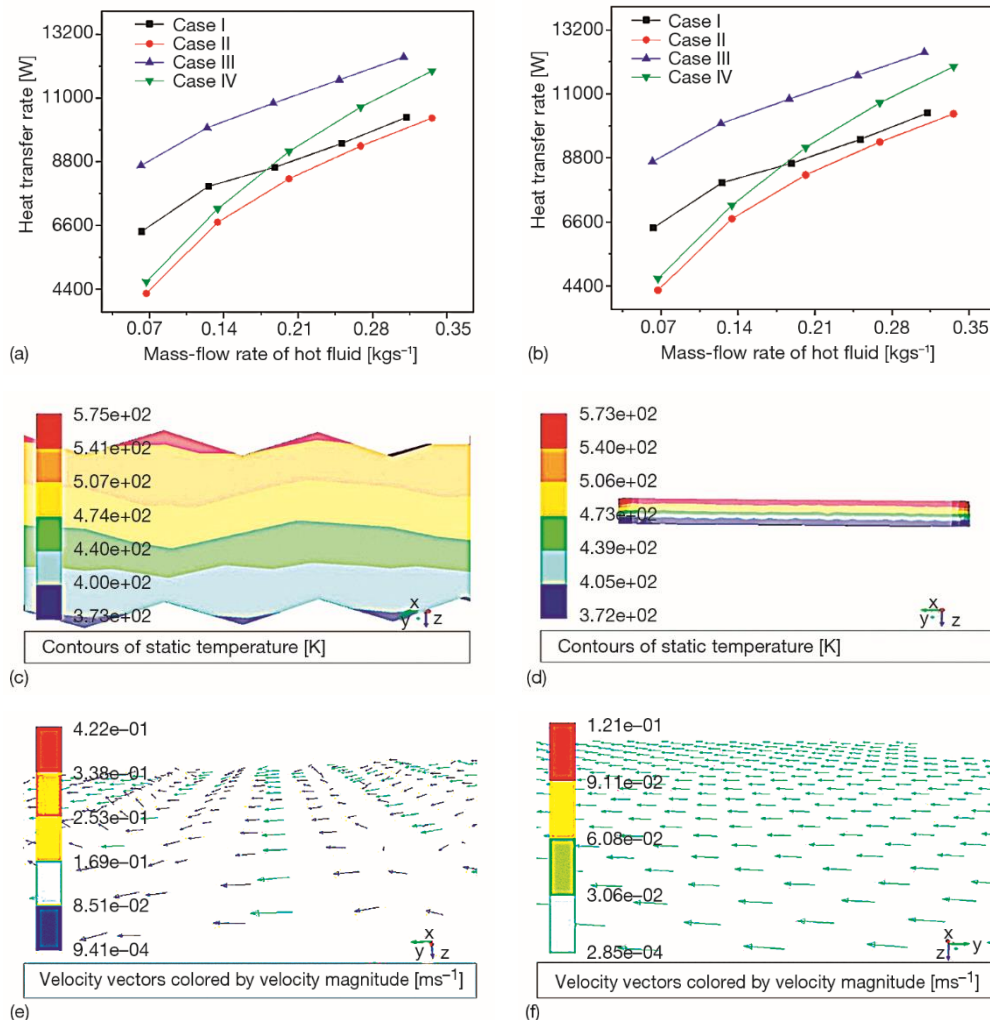 Heat transfer rate [W]
13200
11000
8800
6600
4400
Case I
Case II
Case III
Case IV
0.07 0.14 0.21 0.28 0.35
(a) Mass-flow rate of hot fluid [kgs⁻¹]
Heat transfer rate [W]
13200
11000
8800
6600
4400
Case I
Case II
Case III
Case IV
0.07 0.14 0.21 0.28 0.35
(b) Mass-flow rate of hot fluid [kgs⁻¹]
5.75e+02
5.41e+02
5.07e+02
4.74e+02
4.40e+02
4.00e+02
3.73e+02
x
y z
Contours of static temperature [K]
(c)
5.73e+02
5.40e+02
5.06e+02
4.73e+02
4.39e+02
4.05e+02
3.72e+02
x
y z
Contours of static temperature [K]
(d)
4.22e−01
3.38e−01
2.53e−01
1.69e−01
8.51e−02
9.41e−04
x
y z
Velocity vectors colored by velocity magnitude [ms⁻¹]
(e)
1.21e−01
9.11e−02
6.08e−02
3.06e−02
2.85e−04
x
z y
Velocity vectors colored by velocity magnitude [ms⁻¹]
(f)